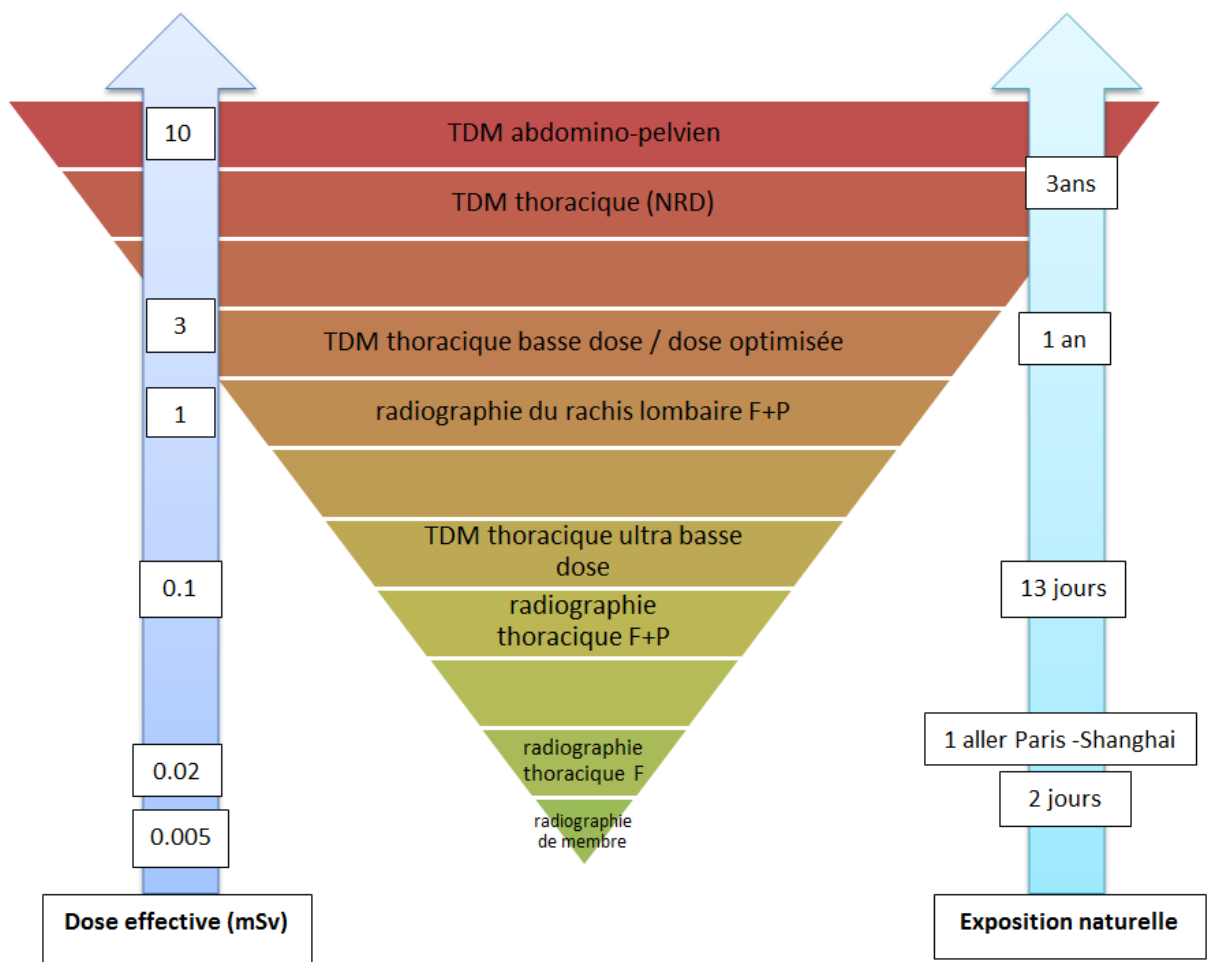 10
TDM abdomino-pelvien
TDM thoracique (NRD)
3ans
3
TDM thoracique basse dose / dose optimisée
1 an
1
radiographie du rachis lombaire F+P
TDM thoracique ultra basse
dose
0.1
13 jours
radiographie
thoracique F+P
1 aller Paris -Shanghai
0.02
radiographie
thoracique F
2 jours
0.005
radiographie
de membre
Dose effective (mSv)
Exposition naturelle